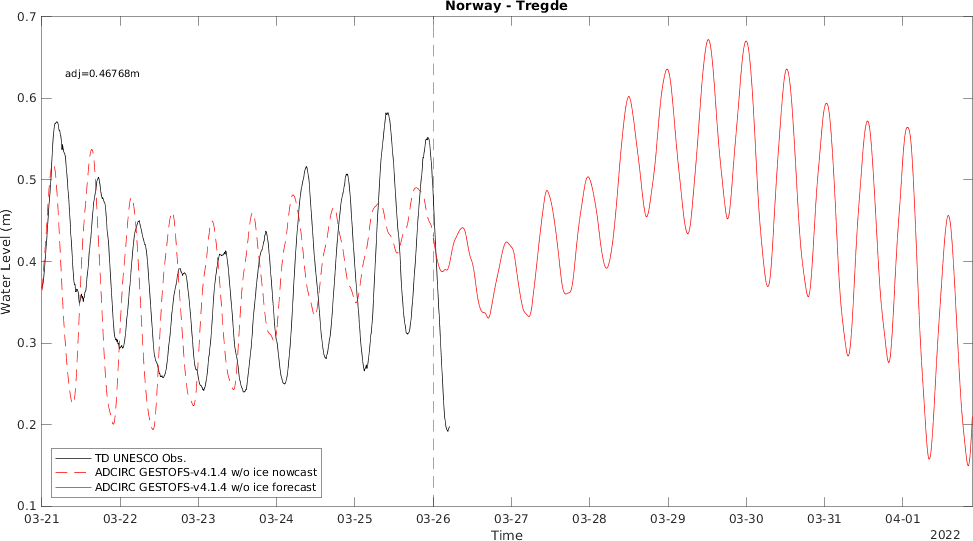 Norway - Tregde
0.7
0.6
0.5
0.4
0.3
0.2
0.1
Water Level (m)
adj=0.46768m
TD UNESCO Obs.
ADCIRC GESTOFS-v4.1.4 w/o ice nowcast
ADCIRC GESTOFS-v4.1.4 w/o ice forecast
03-21 03-22 03-23 03-24 03-25 03-26 03-27 03-28 03-29 03-30 03-31 04-01
Time
2022